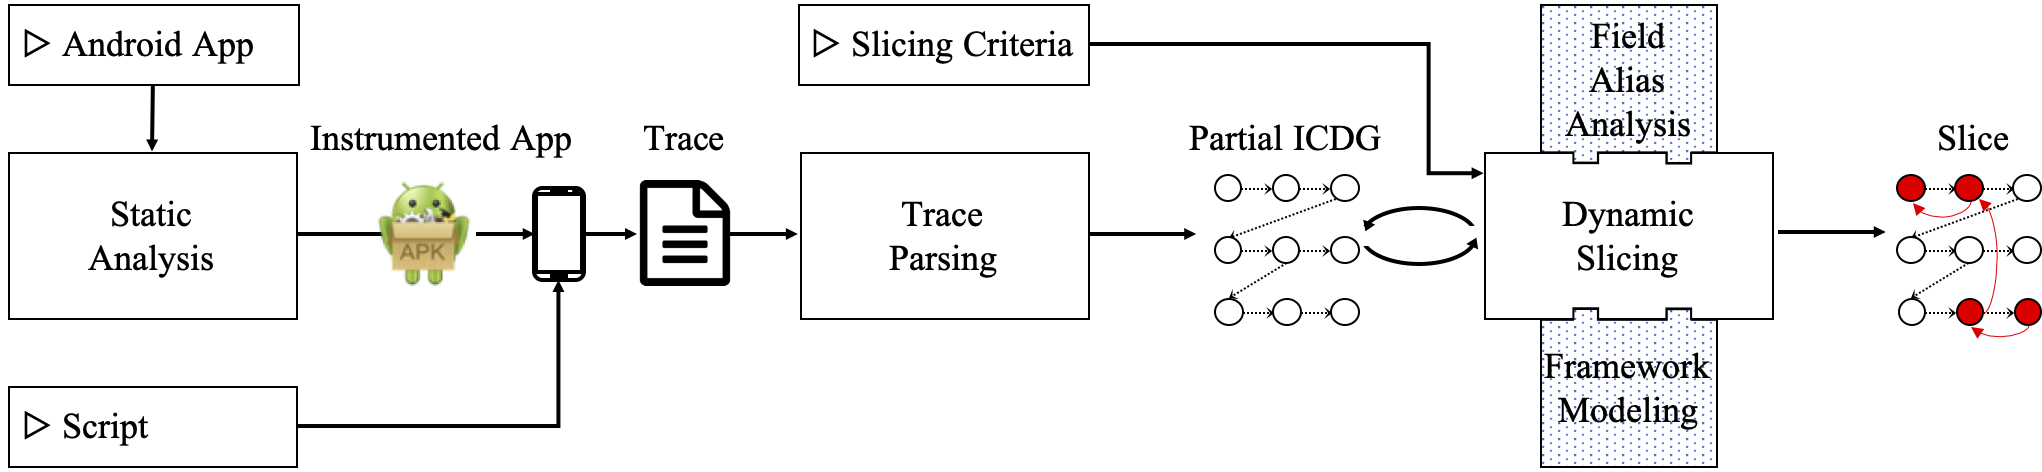 Android App
Slicing Criteria
Field
Alias
Analysis
Instrumented App
Trace
Partial ICDG
Slice
Static
Analysis
APK
Trace
Parsing
Dynamic
Slicing
Script
Framework
Modeling